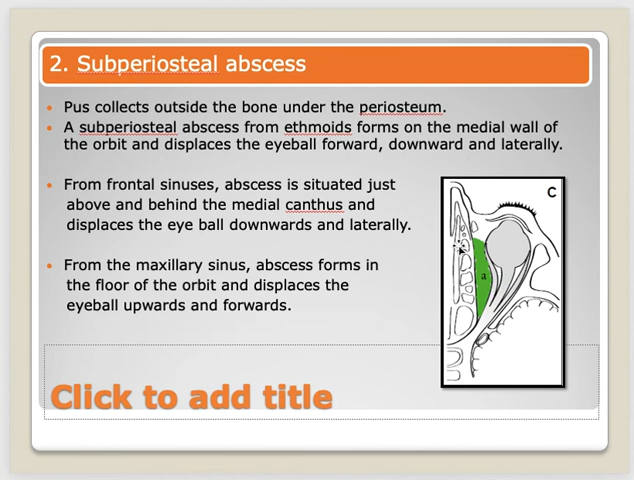 2. Subperiosteal abscess
• Pus collects outside the bone under the periosteum.
• A subperiosteal abscess from ethmoids forms on the medial wall of
the orbit and displaces the eyeball forward, downward and laterally.
• From frontal sinuses, abscess is situated just
above and behind the medial canthus and
displaces the eye ball downwards and laterally.
• From the maxillary sinus, abscess forms in
the floor of the orbit and displaces the
eyeball upwards and forwards.
C
a
Click to add title